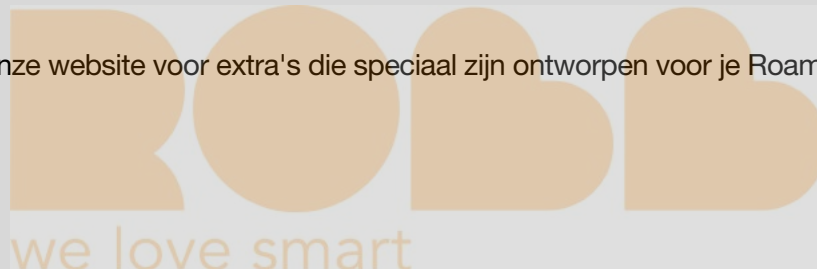 nze website voor extra's die speciaal zijn ontworpen voor je Roam
ROBB
we love smart